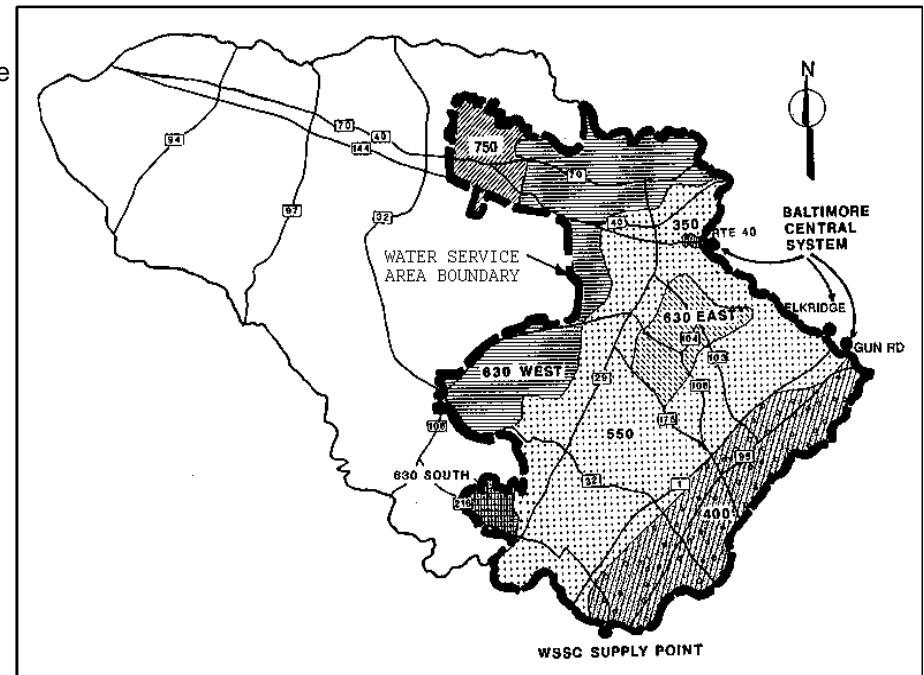 e
N
94
70
40
144
750
70
97
32
40
350
RTE 40
BALTIMORE
CENTRAL
SYSTEM
WATER SERVICE
AREA BOUNDARY
ELKRIDGE
630 EAST
104
GUN RD
103
630 WEST
29
108
108
175
550
630 SOUTH
95
32
1
216
400
WSSC SUPPLY POINT